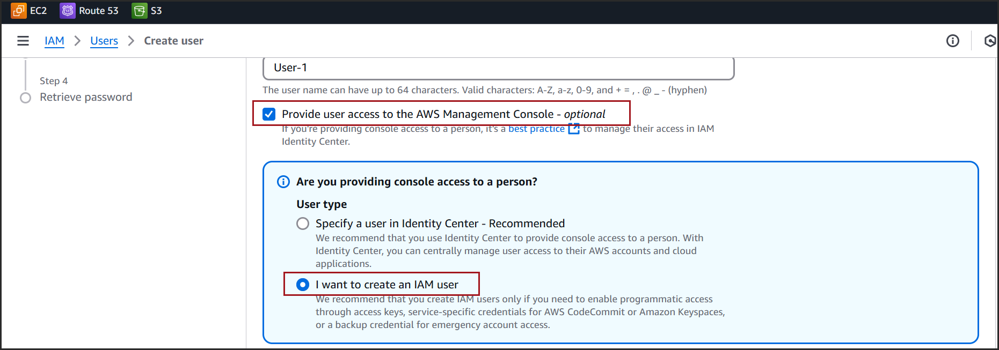 EC2 Route 53 S3
IAM Users Create user
Step 4
Retrieve password
User-1
The user name can have up to 64 characters. Valid characters: A-Z, a-z, 0-9, and + = , . @ _ - (hyphen)
Provide user access to the AWS Management Console - optional
If you're providing console access to a person, it's a best practice to manage their access in IAM
Identity Center.
Are you providing console access to a person?
User type
Specify a user in Identity Center - Recommended
We recommend that you use Identity Center to provide console access to a person. With
Identity Center, you can centrally manage user access to their AWS accounts and cloud
applications.
I want to create an IAM user
We recommend that you create IAM users only if you need to enable programmatic access
through access keys, service-specific credentials for AWS CodeCommit or Amazon Keyspaces,
or a backup credential for emergency account access.